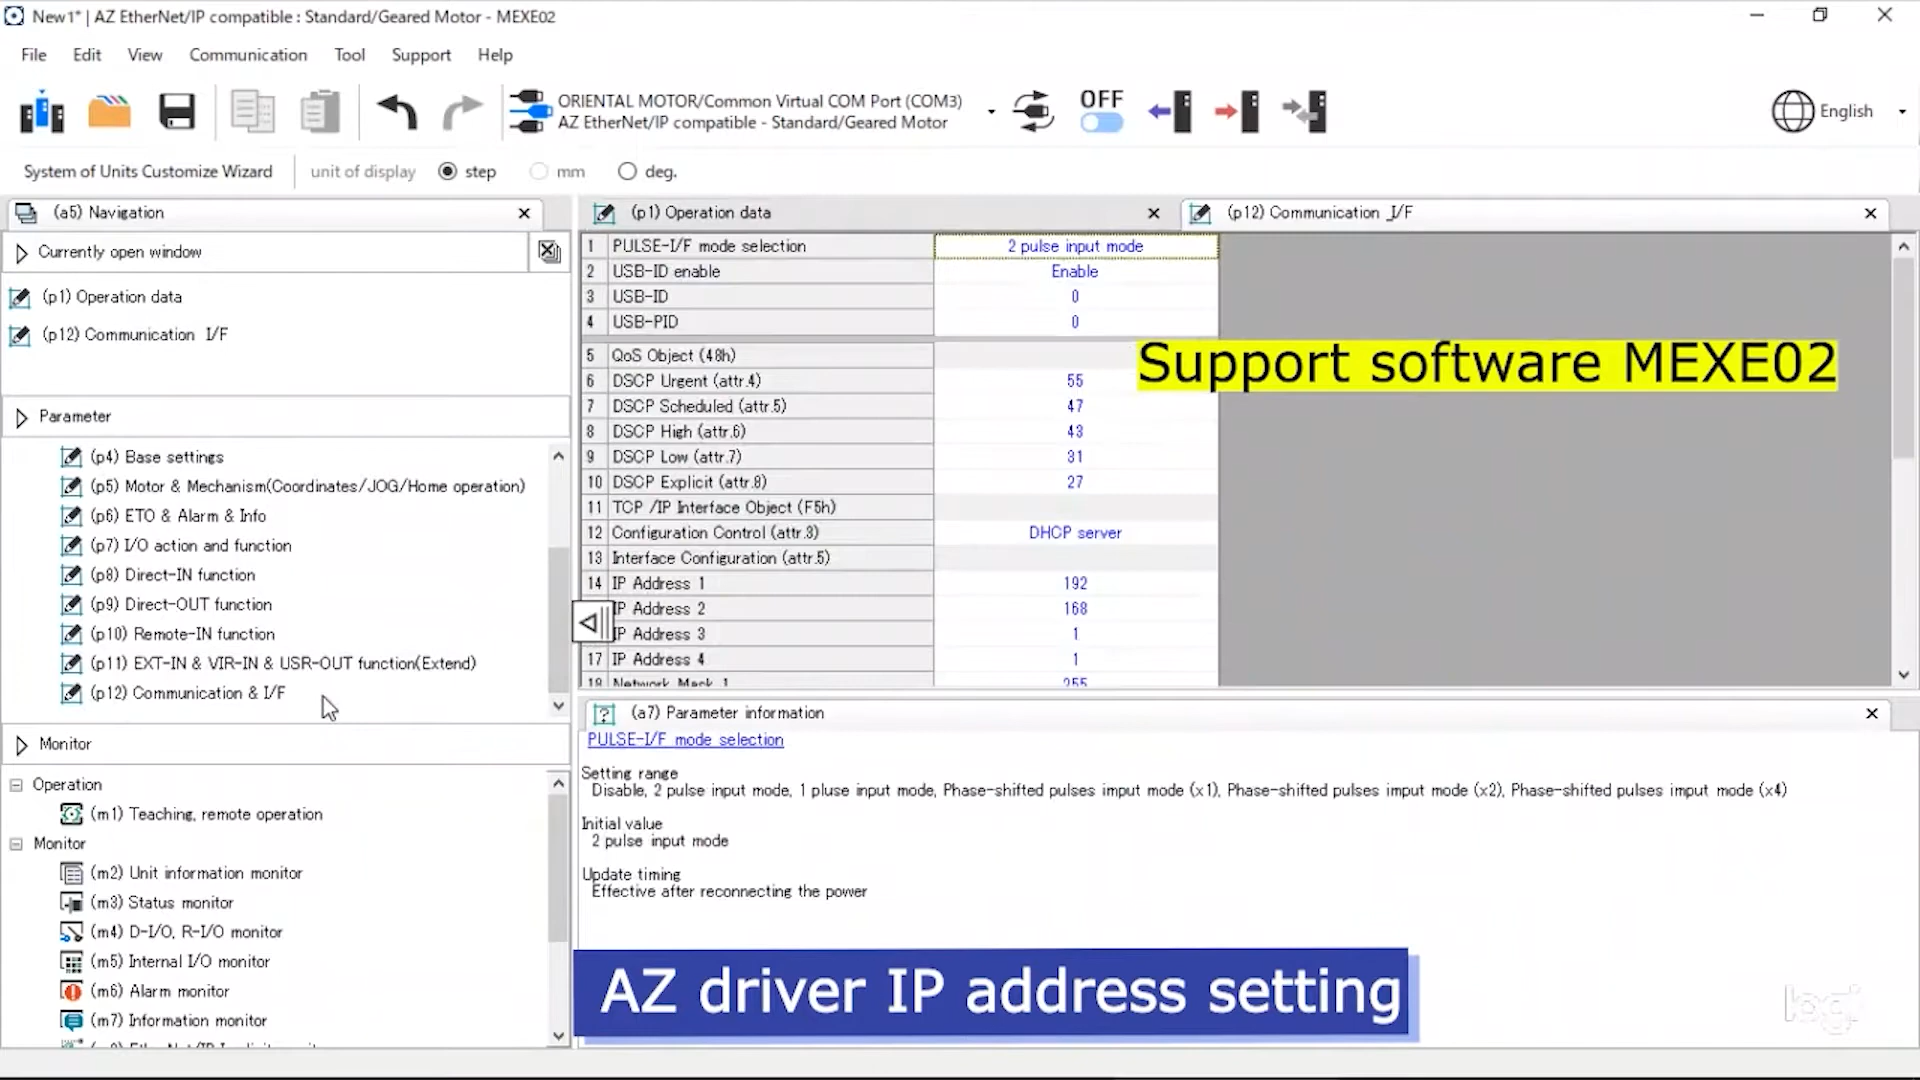 New1* | AZ EtherNet/IP compatible : Standard/Geared Motor - MEXE02
File Edit View Communication Tool Support Help
ORIENTAL MOTOR/Common Virtual COM Port (COM3)
AZ EtherNet/IP compatible - Standard/Geared Motor
OFF
English
System of Units Customize Wizard unit of display step mm deg.
(a5) Navigation
Currently open window
(p1) Operation data
(p12) Communication I/F
Parameter
(p4) Base settings
(p5) Motor & Mechanism(Coordinates/JOG/Home operation)
(p6) ETO & Alarm & Info
(p7) I/O action and function
(p8) Direct-IN function
(p9) Direct-OUT function
(p10) Remote-IN function
(p11) EXT-IN & VIR-IN & USR-OUT function(Extend)
(p12) Communication & I/F
Monitor
Operation
(m1) Teaching, remote operation
Monitor
(m2) Unit information monitor
(m3) Status monitor
(m4) D-I/O, R-I/O monitor
(m5) Internal I/O monitor
(m6) Alarm monitor
(m7) Information monitor
(p1) Operation data
(p12) Communication _I/F
1 PULSE-I/F mode selection 2 pulse input mode
2 USB-ID enable Enable
3 USB-ID 0
4 USB-PID 0
5 QoS Object (48h)
6 DSCP Urgent (attr.4) 55
7 DSCP Scheduled (attr.5) 47
8 DSCP High (attr.6) 43
9 DSCP Low (attr.7) 31
10 DSCP Explicit (attr.8) 27
11 TCP /IP Interface Object (F5h)
12 Configuration Control (attr.3) DHCP server
13 Interface Configuration (attr.5)
14 IP Address 1 192
IP Address 2 168
IP Address 3 1
17 IP Address 4 1
18 Network Mask 1 255
Support software MEXE02
(a7) Parameter information
PULSE-I/F mode selection
Setting range
Disable, 2 pulse input mode, 1 pluse input mode, Phase-shifted pulses imput mode (x1), Phase-shifted pulses imput mode (x2), Phase-shifted pulses imput mode (x4)
Initial value
2 pulse input mode
Update timing
Effective after reconnecting the power
AZ driver IP address setting
logi